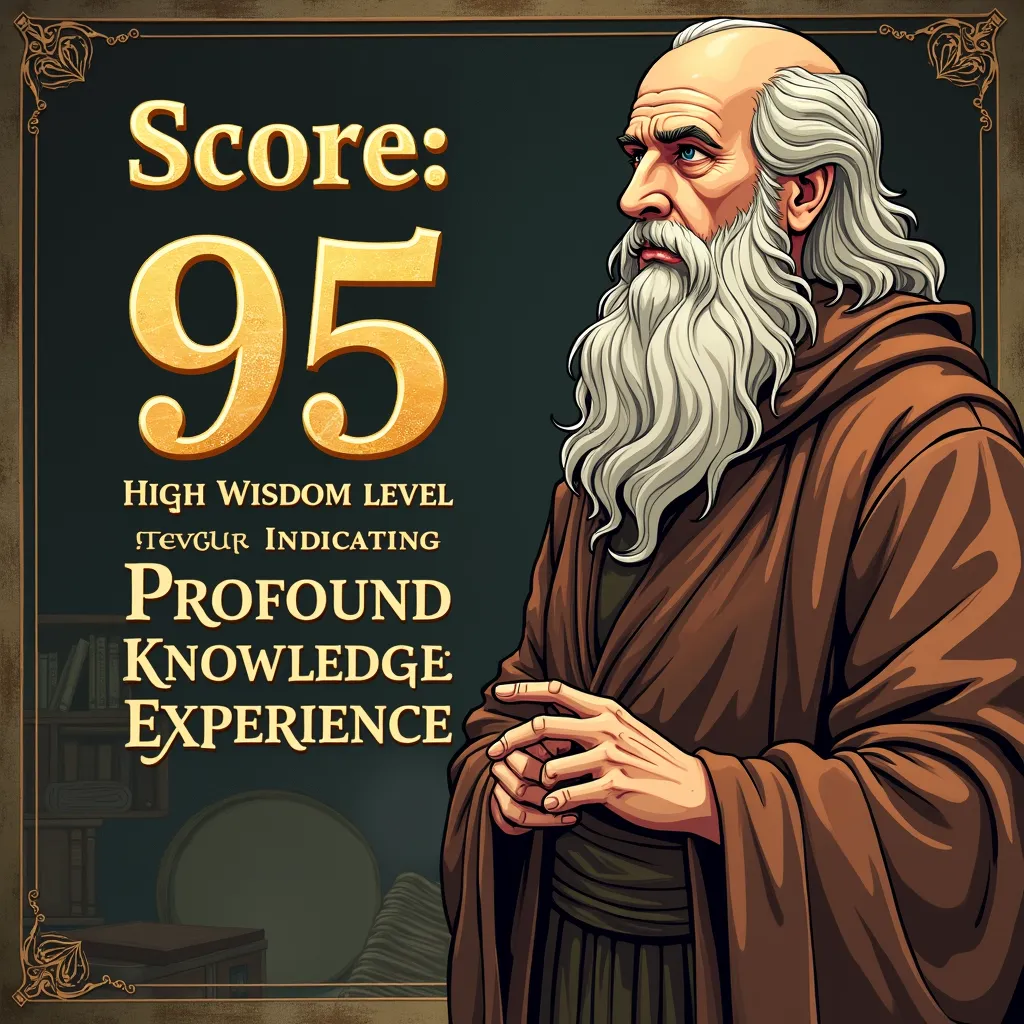 Score:
95
HIGH WISDOM LEVEL
INDICATING
PROFOUND
KNOWLEDGE
EXPERIENCE